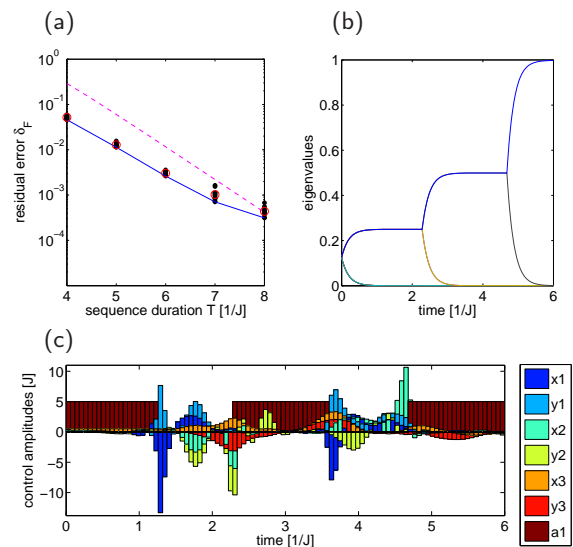 (a)
(b)
10^0
10^-1
10^-2
10^-3
10^-4
residual error δ_F
4 5 6 7 8
sequence duration T [1/J]
1
0.8
0.6
0.4
0.2
0
eigenvalues
0 2 4 6
time [1/J]
(c)
10
5
0
−5
−10
control amplitudes [J]
0 1 2 3 4 5 6
time [1/J]
x1
y1
x2
y2
x3
y3
a1